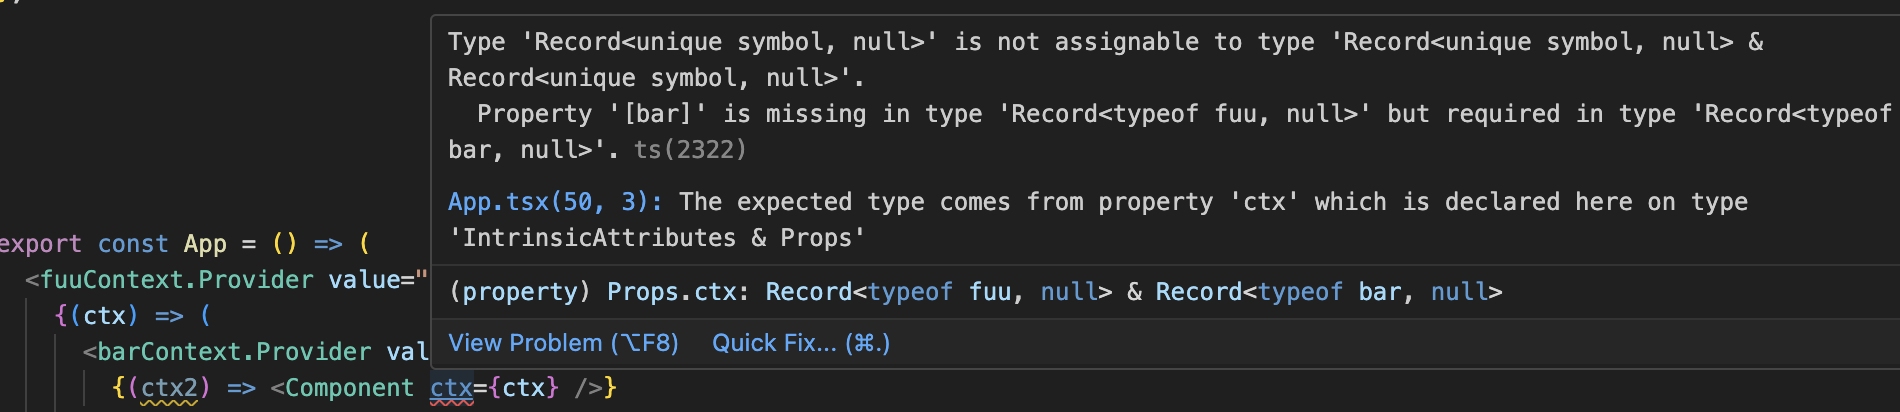 Type 'Record<unique symbol, null>' is not assignable to type 'Record<unique symbol, null> &
Record<unique symbol, null>'.
Property '[bar]' is missing in type 'Record<typeof fuu, null>' but required in type 'Record<typeof
bar, null>'. ts(2322)
App.tsx(50, 3): The expected type comes from property 'ctx' which is declared here on type
'IntrinsicAttributes & Props'
(property) Props.ctx: Record<typeof fuu, null> & Record<typeof bar, null>
View Problem (⌥F8) Quick Fix... (⌘.)
export const App = () => (
<fuuContext.Provider value="
{(ctx) => (
<barContext.Provider val
{(ctx2) => <Component ctx={ctx} />}